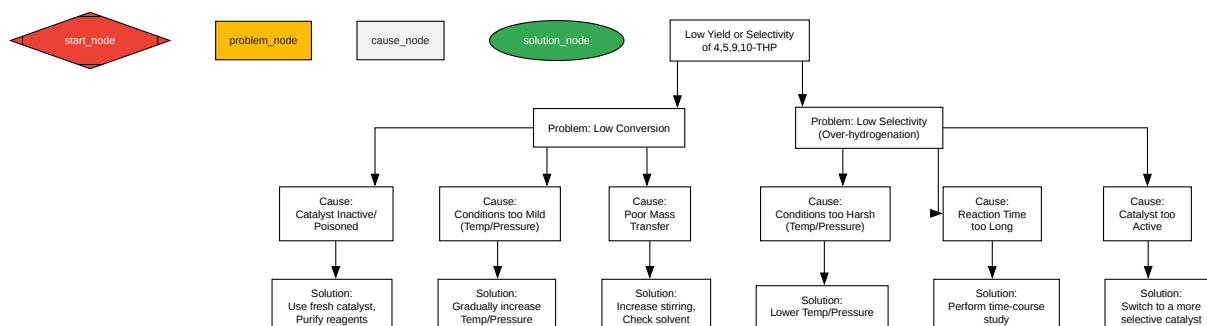 start_node
problem_node
cause_node
solution_node
Low Yield or Selectivity
of 4,5,9,10-THP
Problem: Low Conversion
Problem: Low Selectivity
(Over-hydrogenation)
Cause:
Catalyst Inactive/
Poisoned
Cause:
Conditions too Mild
(Temp/Pressure)
Cause:
Poor Mass
Transfer
Cause:
Conditions too Harsh
(Temp/Pressure)
Cause:
Reaction Time
too Long
Cause:
Catalyst too
Active
Solution:
Use fresh catalyst,
Purify reagents
Solution:
Gradually increase
Temp/Pressure
Solution:
Increase stirring,
Check solvent
Solution:
Lower Temp/Pressure
Solution:
Perform time-course
study
Solution:
Switch to a more
selective catalyst